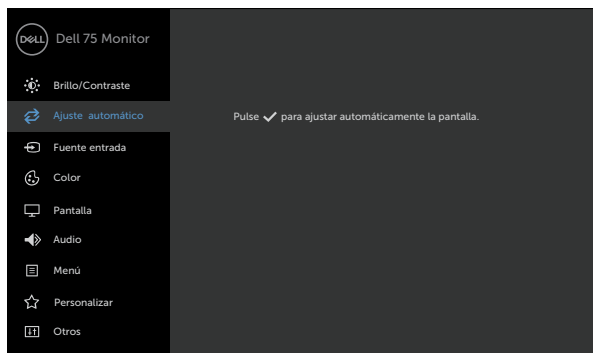 DELL Dell 75 Monitor
Brillo/Contraste
Ajuste automático
Pulse ✓ para ajustar automáticamente la pantalla.
Fuente entrada
Color
Pantalla
Audio
Menú
Personalizar
Otros